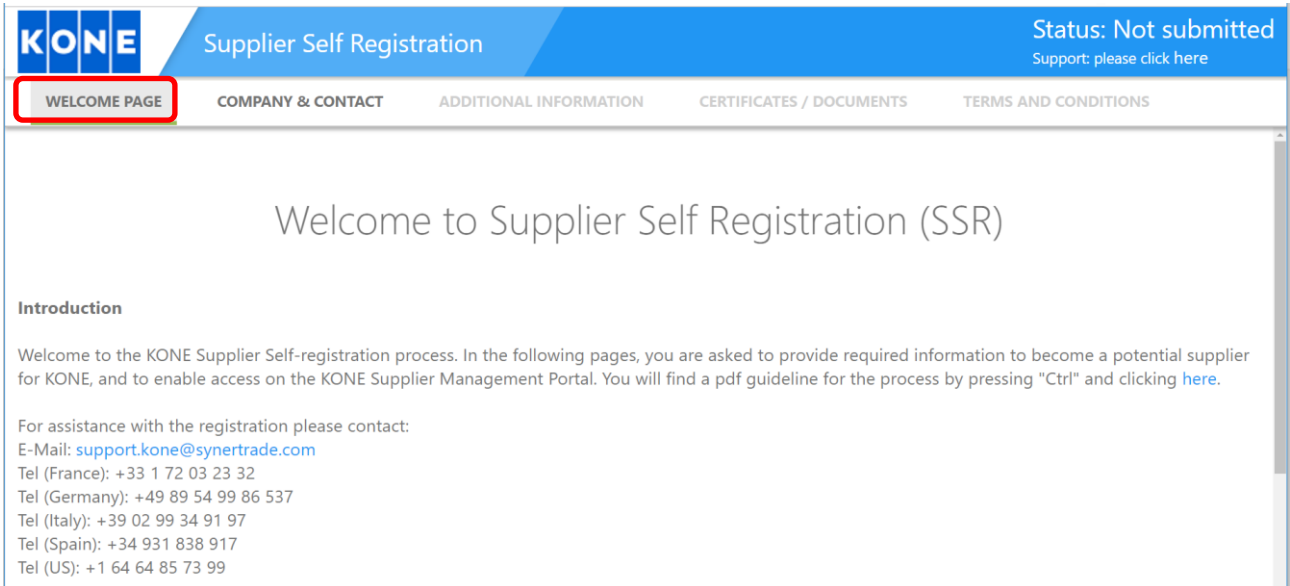 KONE
Supplier Self Registration
Status: Not submitted
Support: please click here
WELCOME PAGE
COMPANY & CONTACT
ADDITIONAL INFORMATION
CERTIFICATES / DOCUMENTS
TERMS AND CONDITIONS
Welcome to Supplier Self Registration (SSR)
Introduction
Welcome to the KONE Supplier Self-registration process. In the following pages, you are asked to provide required information to become a potential supplier
for KONE, and to enable access on the KONE Supplier Management Portal. You will find a pdf guideline for the process by pressing "Ctrl" and clicking here.
For assistance with the registration please contact:
E-Mail: support.kone@synertrade.com
Tel (France): +33 1 72 03 23 32
Tel (Germany): +49 89 54 99 86 537
Tel (Italy): +39 02 99 34 91 97
Tel (Spain): +34 931 838 917
Tel (US): +1 64 64 85 73 99